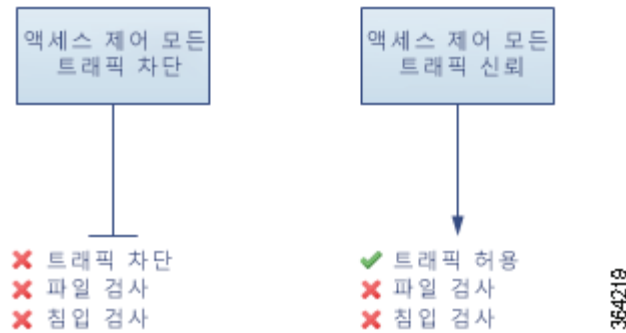 액세스 제어 모든
트래픽 차단
트래픽 차단
파일 검사
침입 검사
액세스 제어 모든
트래픽 신뢰
트래픽 허용
파일 검사
침입 검사
364219